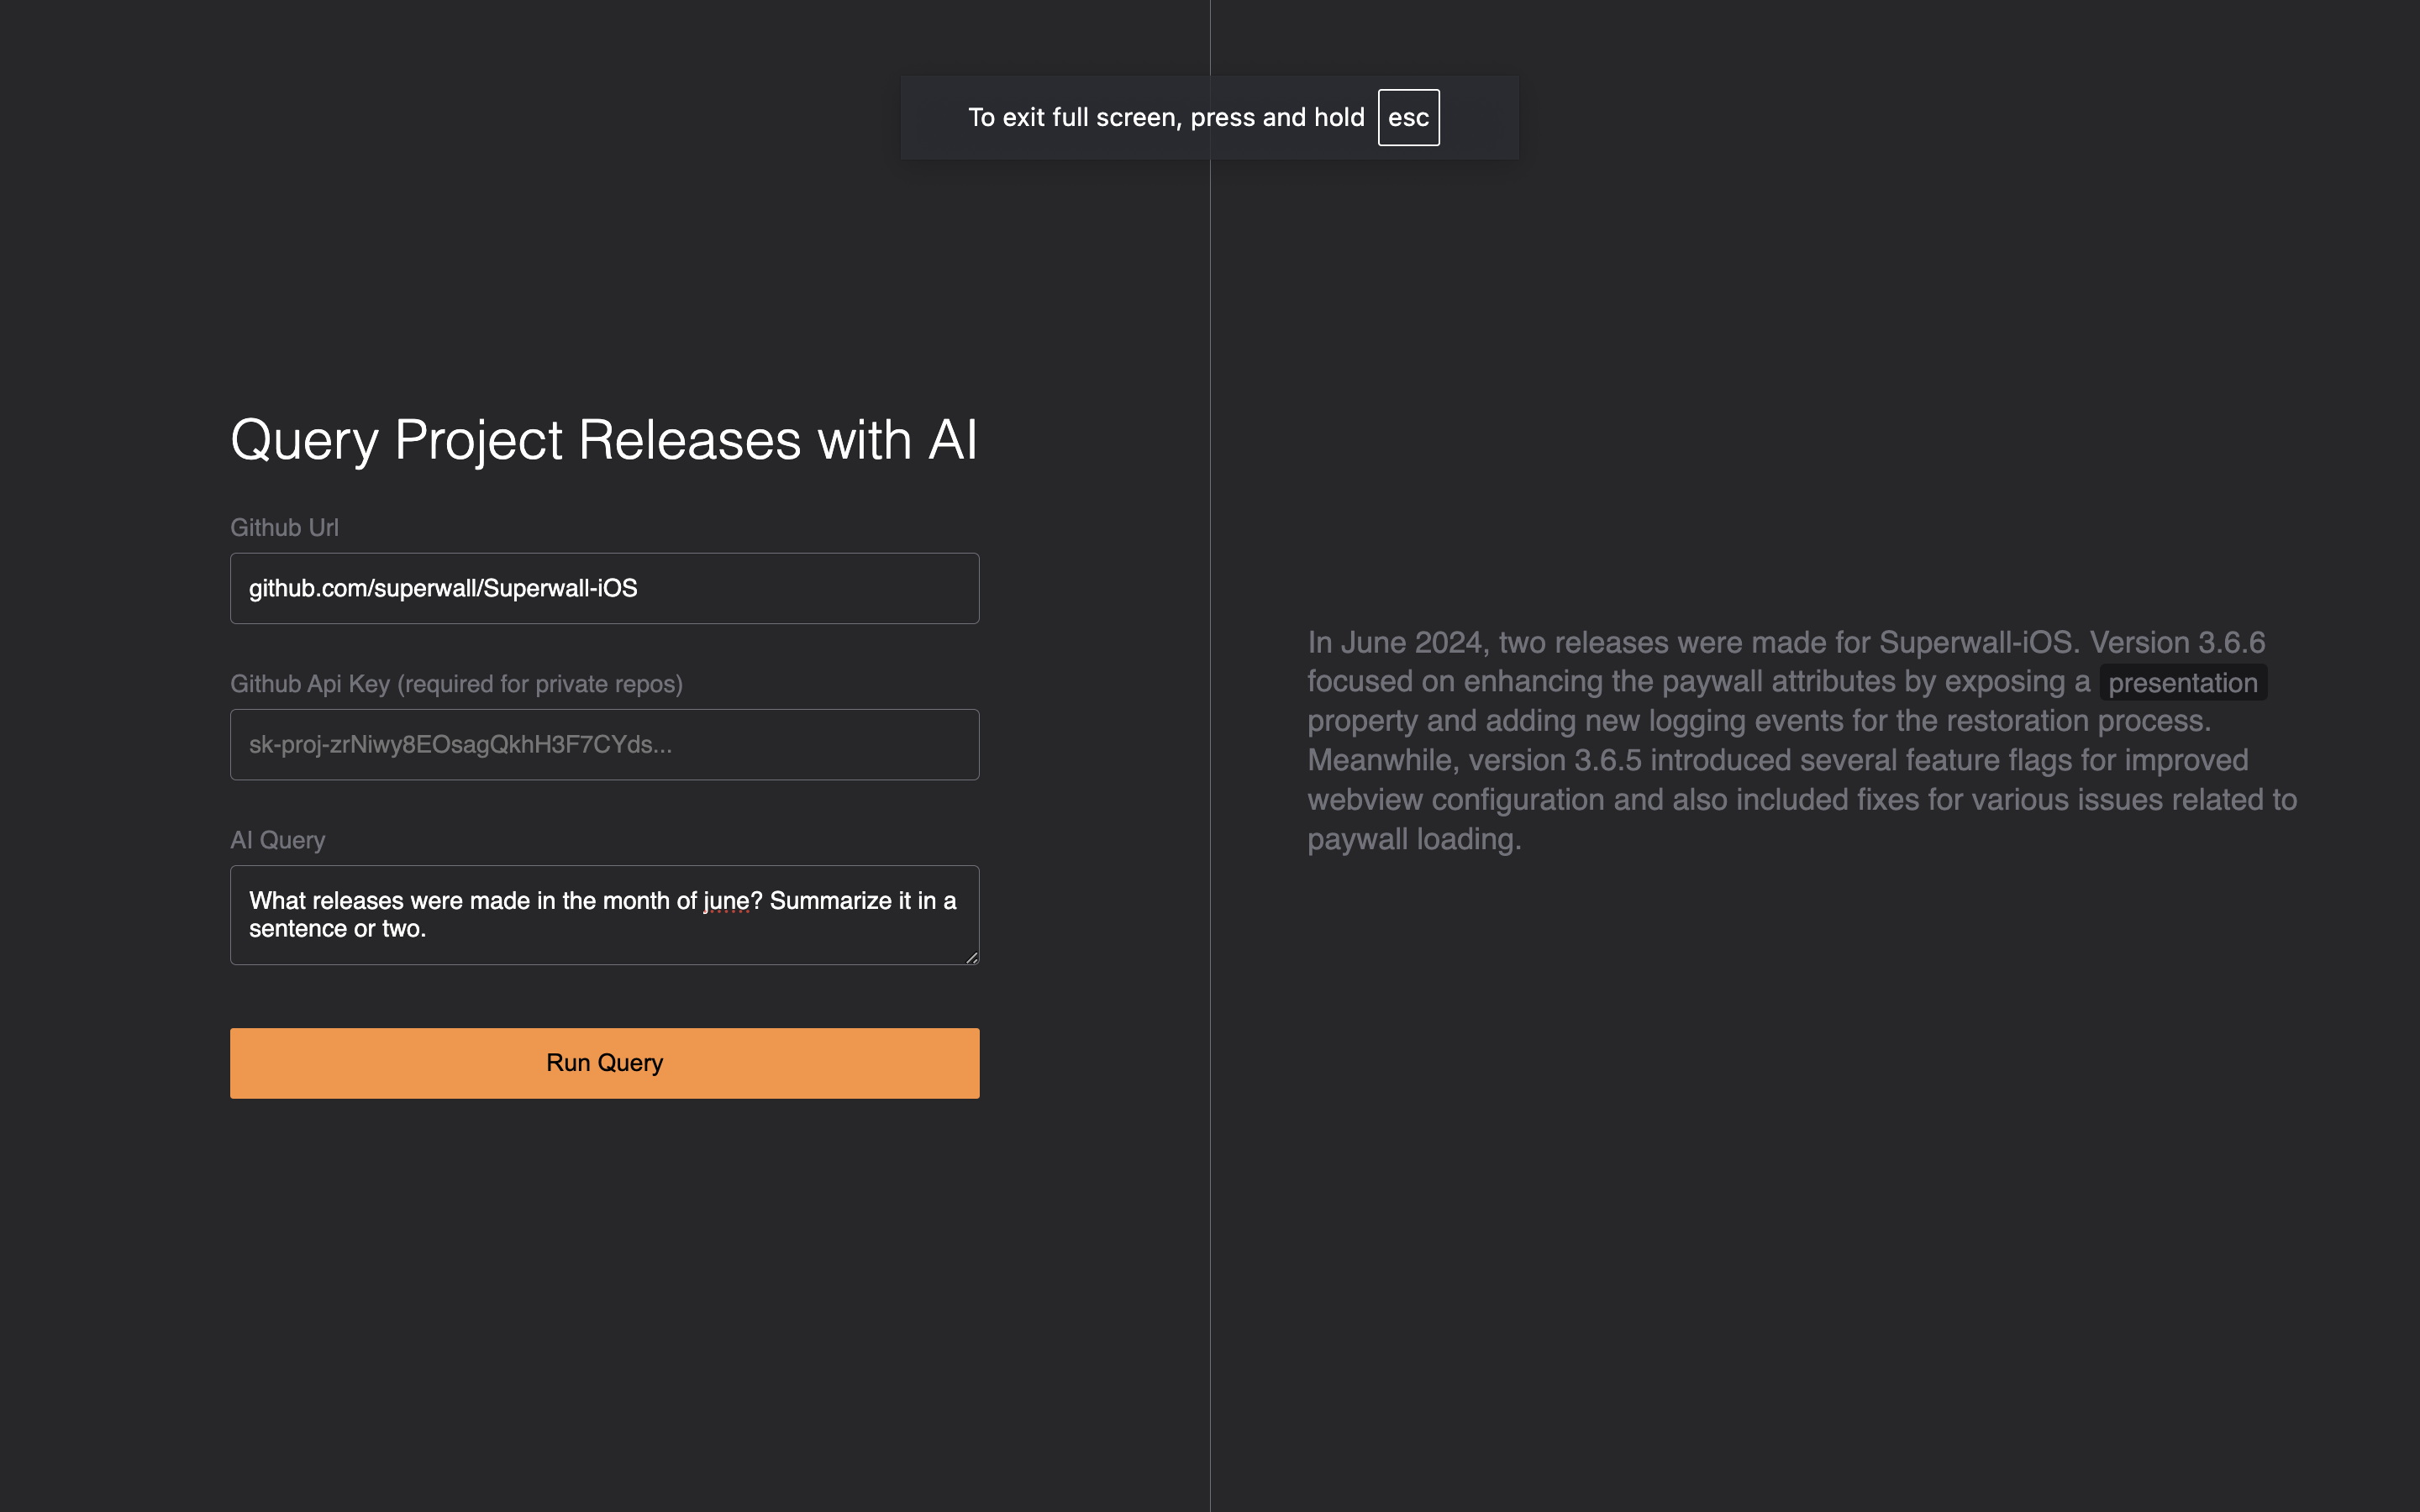 To exit full screen, press and hold esc
Query Project Releases with AI
Github Url
github.com/superwall/Superwall-iOS
Github Api Key (required for private repos)
sk-proj-zrNiwy8EOsagQkhH3F7CYds...
AI Query
What releases were made in the month of june? Summarize it in a
sentence or two.
Run Query
In June 2024, two releases were made for Superwall-iOS. Version 3.6.6
focused on enhancing the paywall attributes by exposing a presentation
property and adding new logging events for the restoration process.
Meanwhile, version 3.6.5 introduced several feature flags for improved
webview configuration and also included fixes for various issues related to
paywall loading.